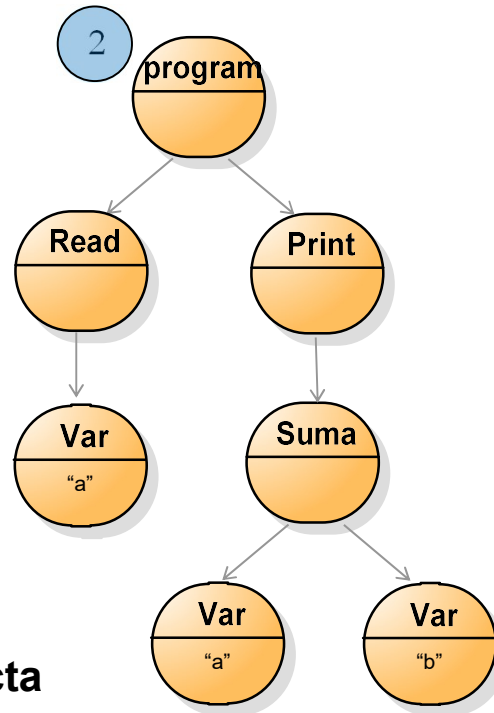 2
program
Read
Print
Var
“a”
Suma
Var
“a”
Var
“b”
cta